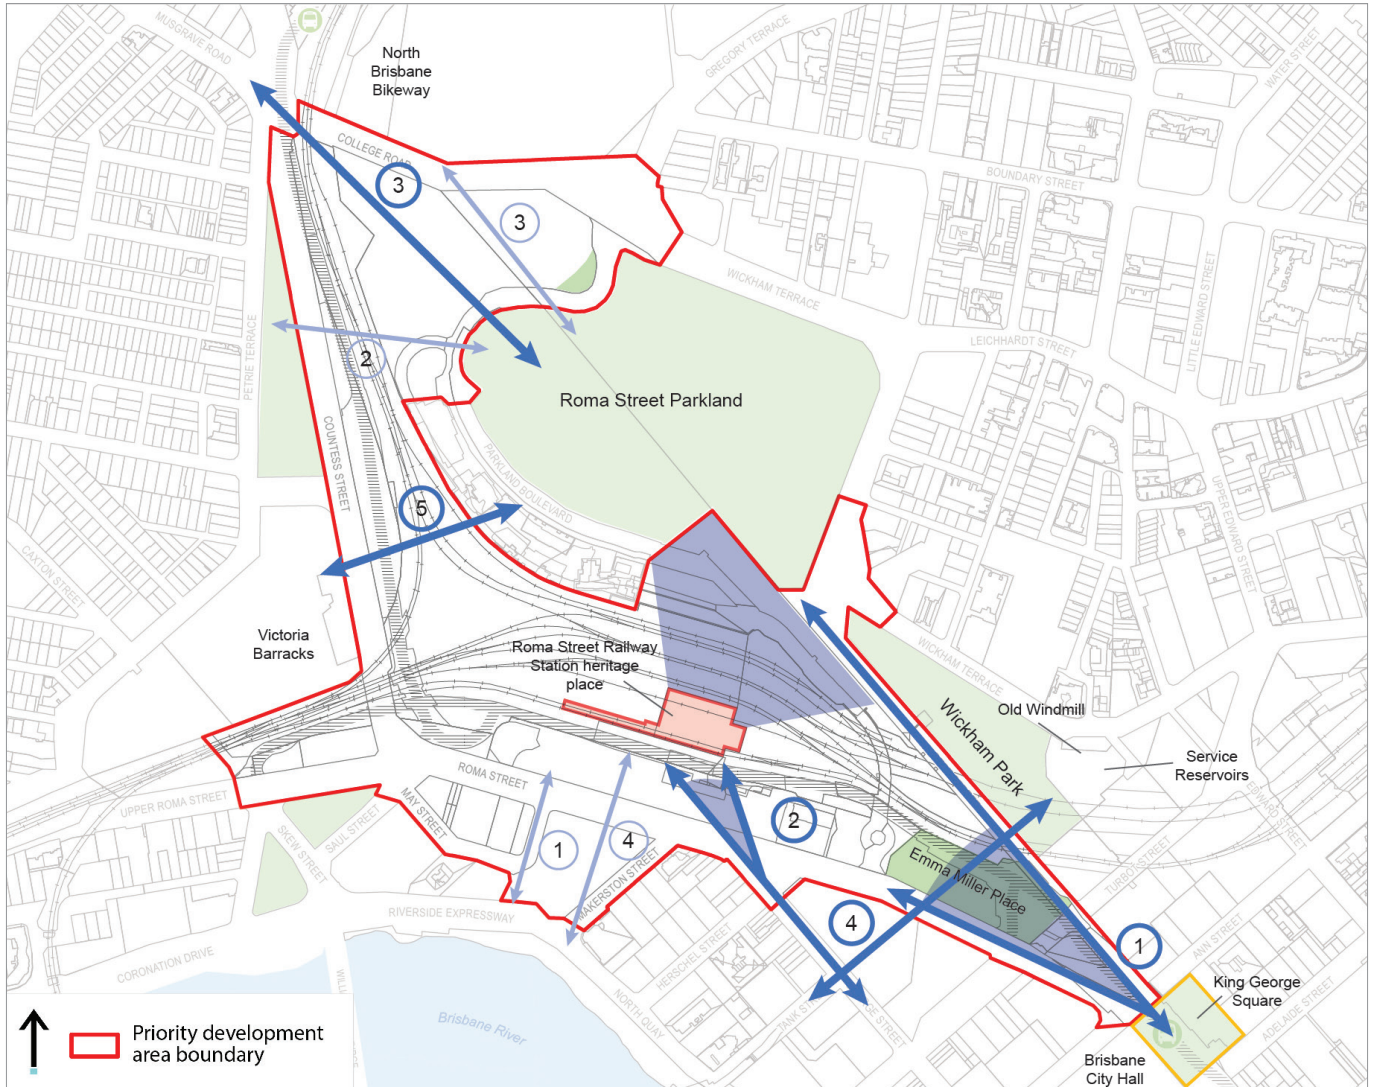 MUSGRAVE ROAD
North
Brisbane
Bikeway
GREGORY TERRACE
WATER STREET
COLLEGE ROAD
BOUNDARY STREET
3
3
WICKHAM TERRACE
LITTLE EDWARD STREET
LEICHHARDT STREET
PETRIE TERRACE
2
Roma Street Parkland
COUNTESS STREET
PARKLAND BOULEVARD
UPPER EDWARD STREET
5
CAXTON STREET
Victoria
Barracks
Roma Street Railway
Station heritage
place
WICKHAM TERRACE
Old Windmill
Wickham Park
Service
Reservoirs
EDWARD STREET
ROMA STREET
UPPER ROMA STREET
MAY STREET
SKEW STREET
SAUL STREET
1
4
2
MAKERSTON STREET
Emma Miller Place
TURBOT STREET
4
1
ANN STREET
RIVERSIDE EXPRESSWAY
HERSCHEL STREET
CORONATION DRIVE
NORTH QUAY
TANK ST
GE STREET
King George
Square
ADELAIDE STREET
Brisbane River
Brisbane
City Hall
Priority development
area boundary